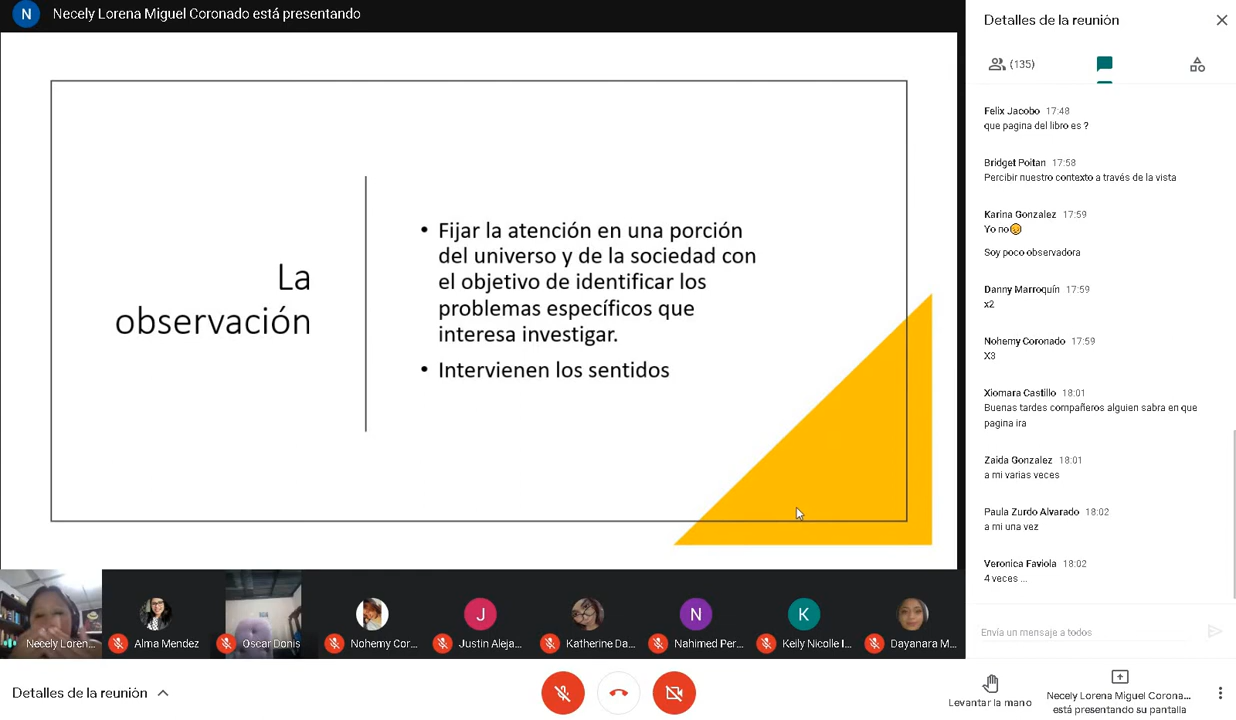 N Necely Lorena Miguel Coronado está presentando
La
observación
• Fijar la atención en una porción
del universo y de la sociedad con
el objetivo de identificar los
problemas específicos que
interesa investigar.
• Intervienen los sentidos
Necely Loren...
Alma Mendez
Oscar Donis
Nohemy Cor...
J
Justin Aleja...
Katherine Da...
N
Nahimed Per...
K
Keily Nicolle I...
Dayanara M...
Detalles de la reunión
(135)
Felix Jacobo 17:48
que pagina del libro es ?
Bridget Poitan 17:58
Percibir nuestro contexto a través de la vista
Karina Gonzalez 17:59
Yo no😔
Soy poco observadora
Danny Marroquín 17:59
x2
Nohemy Coronado 17:59
X3
Xiomara Castillo 18:01
Buenas tardes compañeros alguien sabra en que
pagina ira
Zaida Gonzalez 18:01
a mi varias veces
Paula Zurdo Alvarado 18:02
a mi una vez
Veronica Faviola 18:02
4 veces ...
Envía un mensaje a todos
Detalles de la reunión
Levantar la mano
Necely Lorena Miguel Corona...
está presentando su pantalla